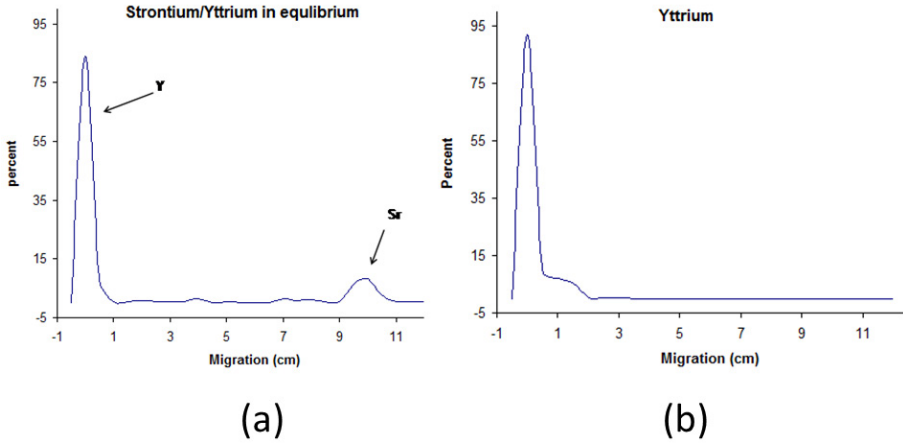 Strontium/Yttrium in equlibrium
95
75
55
35
15
-5
percent
Y
Sr
-1 1 3 5 7 9 11
Migration (cm)
(a)
Yttrium
95
75
55
35
15
-5
Percent
-1 1 3 5 7 9 11
Migration (cm)
(b)